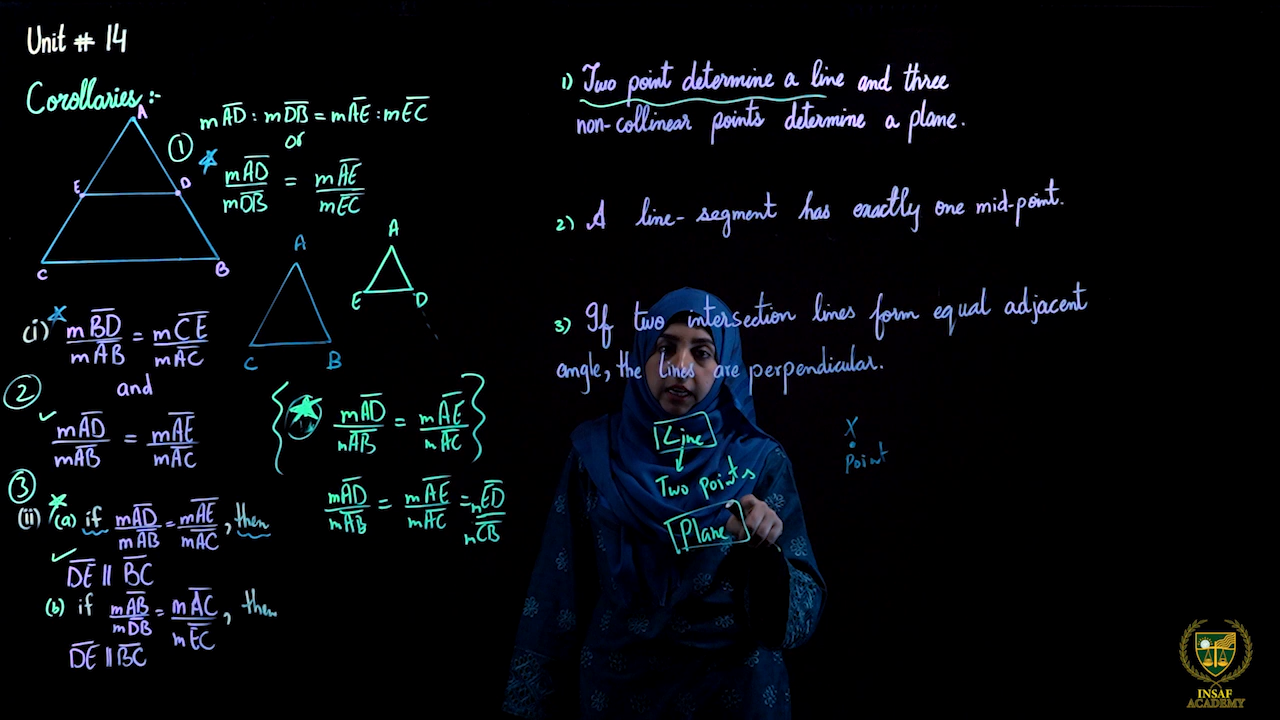 Unit # 14
Corollaries :-
A
E
D
C
B
① mAD : mDB = mAE : mEC
or
mAD/mDB = mAE/mEC
A
C
B
A
E
D
(i) mBD/mAB = mCE/mAC
and
② mAD/mAB = mAE/mAC
mAD/mAB = mAE/mAC
mAD/mAB = mAE/mAC = mED/mCB
③
(ii) (a) if mAD/mAB = mAE/mAC , then
DE || BC
(b) if mAB/mDB = mAC/mEC , then
DE || BC
1) Two point determine a line and three
non-collinear points determine a plane.
2) A line-segment has exactly one mid-point.
3) If two intersection lines form equal adjacent
angle, the lines are perpendicular.
Line
Two points
Plane
X
Point
INSAF
ACADEMY